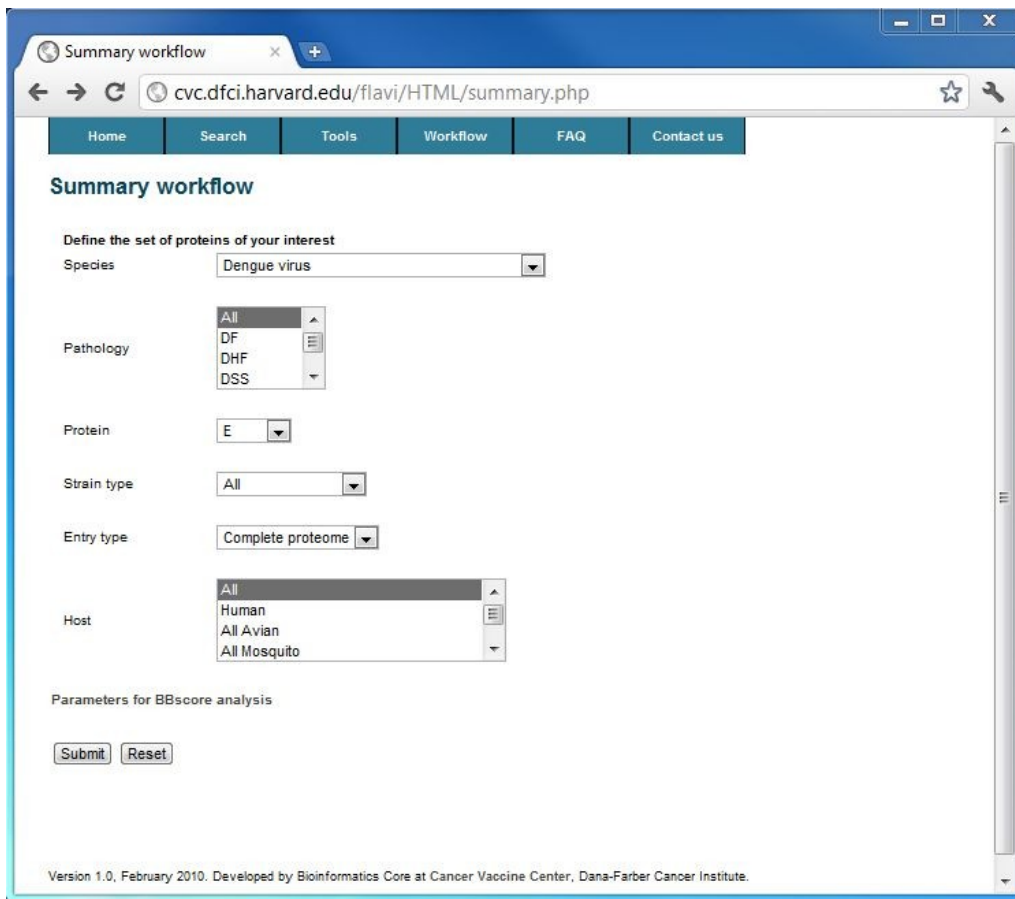 Summary workflow
cvc.dfci.harvard.edu/flavi/HTML/summary.php
Home Search Tools Workflow FAQ Contact us
Summary workflow
Define the set of proteins of your interest
Species Dengue virus
All
DF
Pathology
DHF
DSS
Protein E
Strain type All
Entry type Complete proteome
All
Human
Host
All Avian
All Mosquito
Parameters for BBscore analysis
Submit Reset
Version 1.0, February 2010. Developed by Bioinformatics Core at Cancer Vaccine Center, Dana-Farber Cancer Institute.